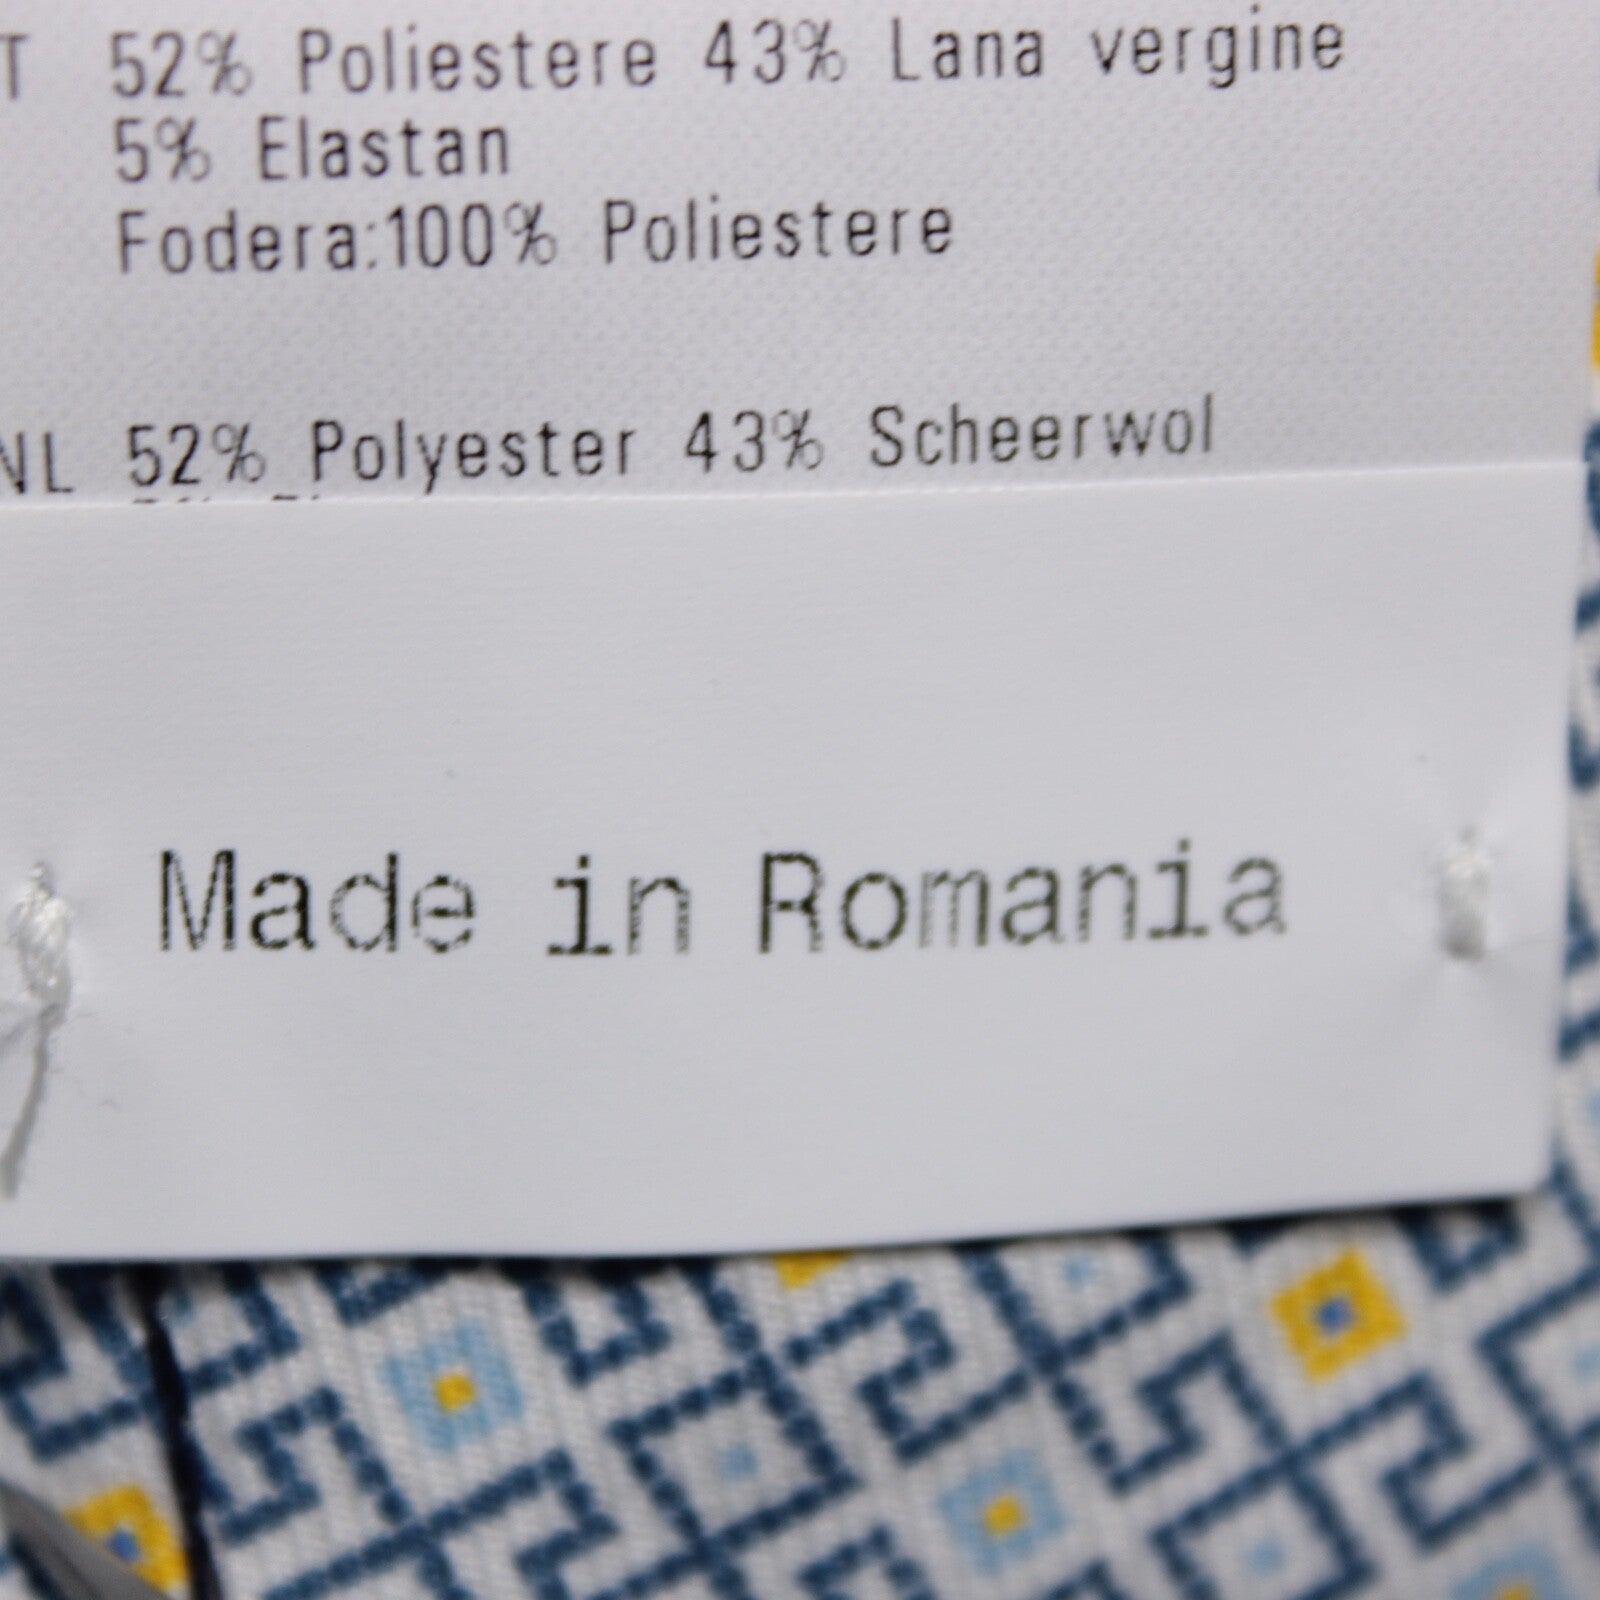 T 52% Poliestere 43% Lana vergine
5% Elastan
Fodera:100% Poliestere
NL 52% Polyester 43% Scheerwol
Made in Romania